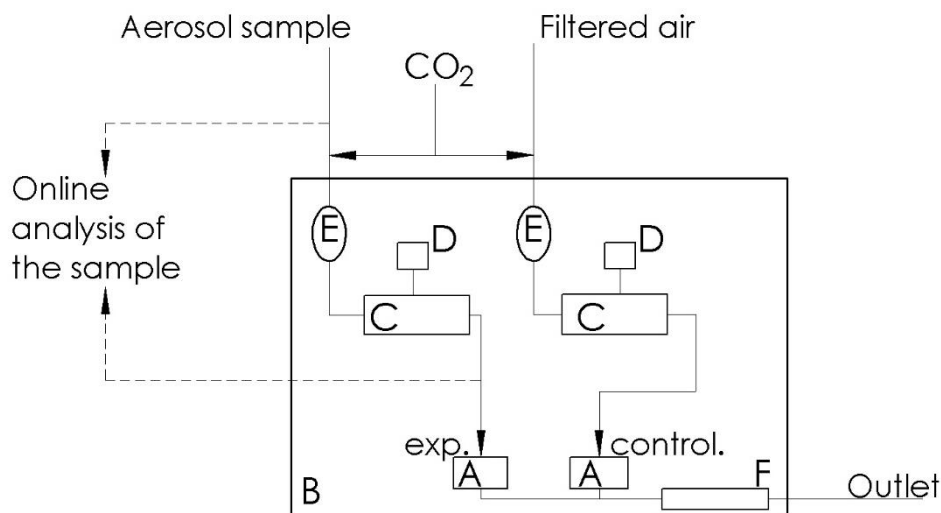 Aerosol sample
Filtered air
CO₂
Online
analysis of
the sample
E
E
D
D
C
C
exp.
control.
A
A
F
B
Outlet